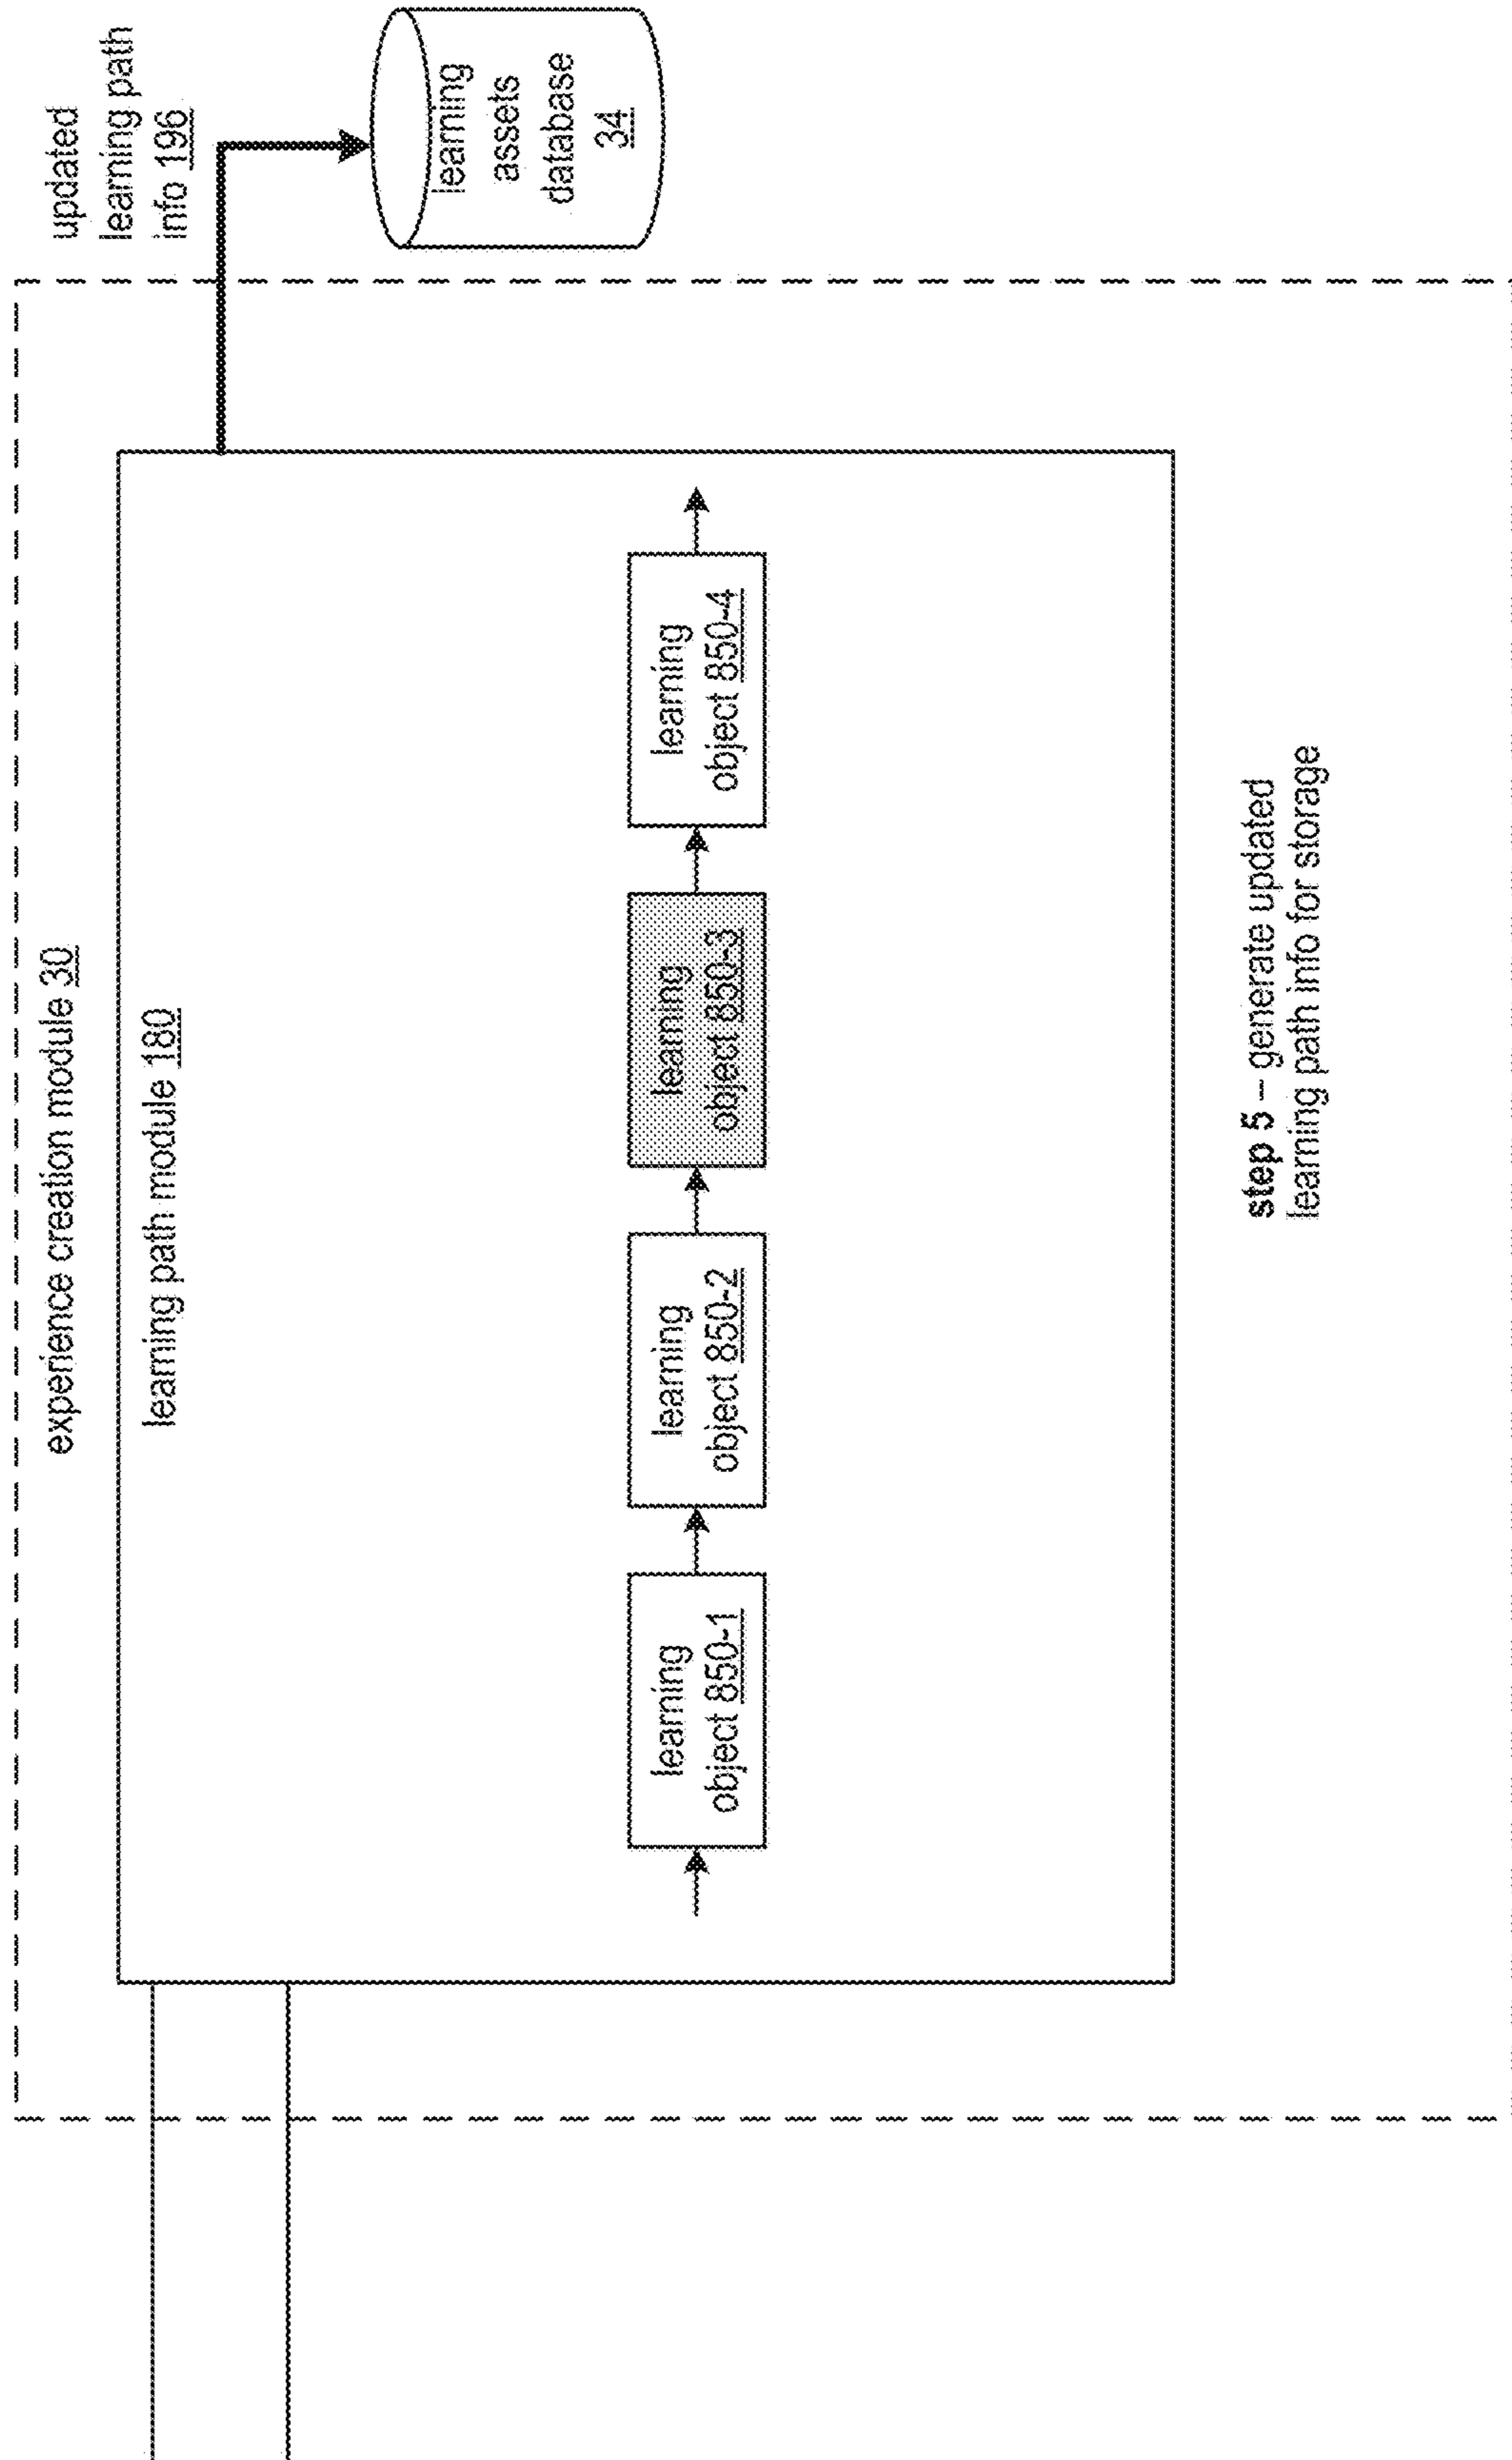 experience creation module 30
learning path module 180
learning
object 850-1
learning
object 850-2
learning
object 850-3
learning
object 850-4
updated
learning path
info 196
learning
assets
database
34
step 5 – generate updated
learning path info for storage